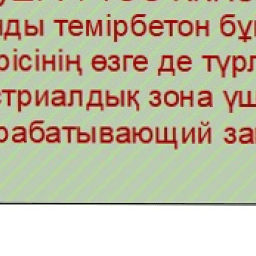 ды темірбетон бұ
рісінің өзге де түрл
стриалдық зона үш
рабатывающий за